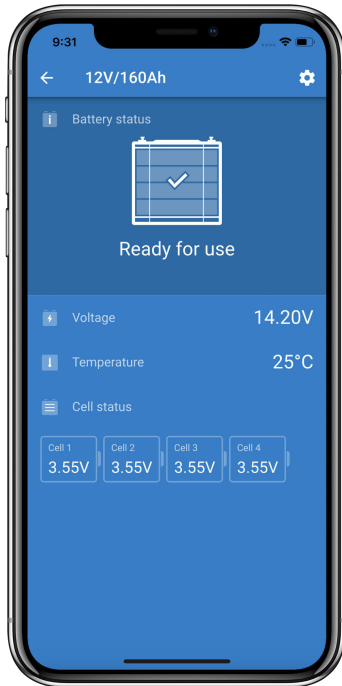 9:31
12V/160Ah
Battery status
Ready for use
Voltage 14.20V
Temperature 25°C
Cell status
Cell 1 Cell 2 Cell 3 Cell 4
3.55V 3.55V 3.55V 3.55V